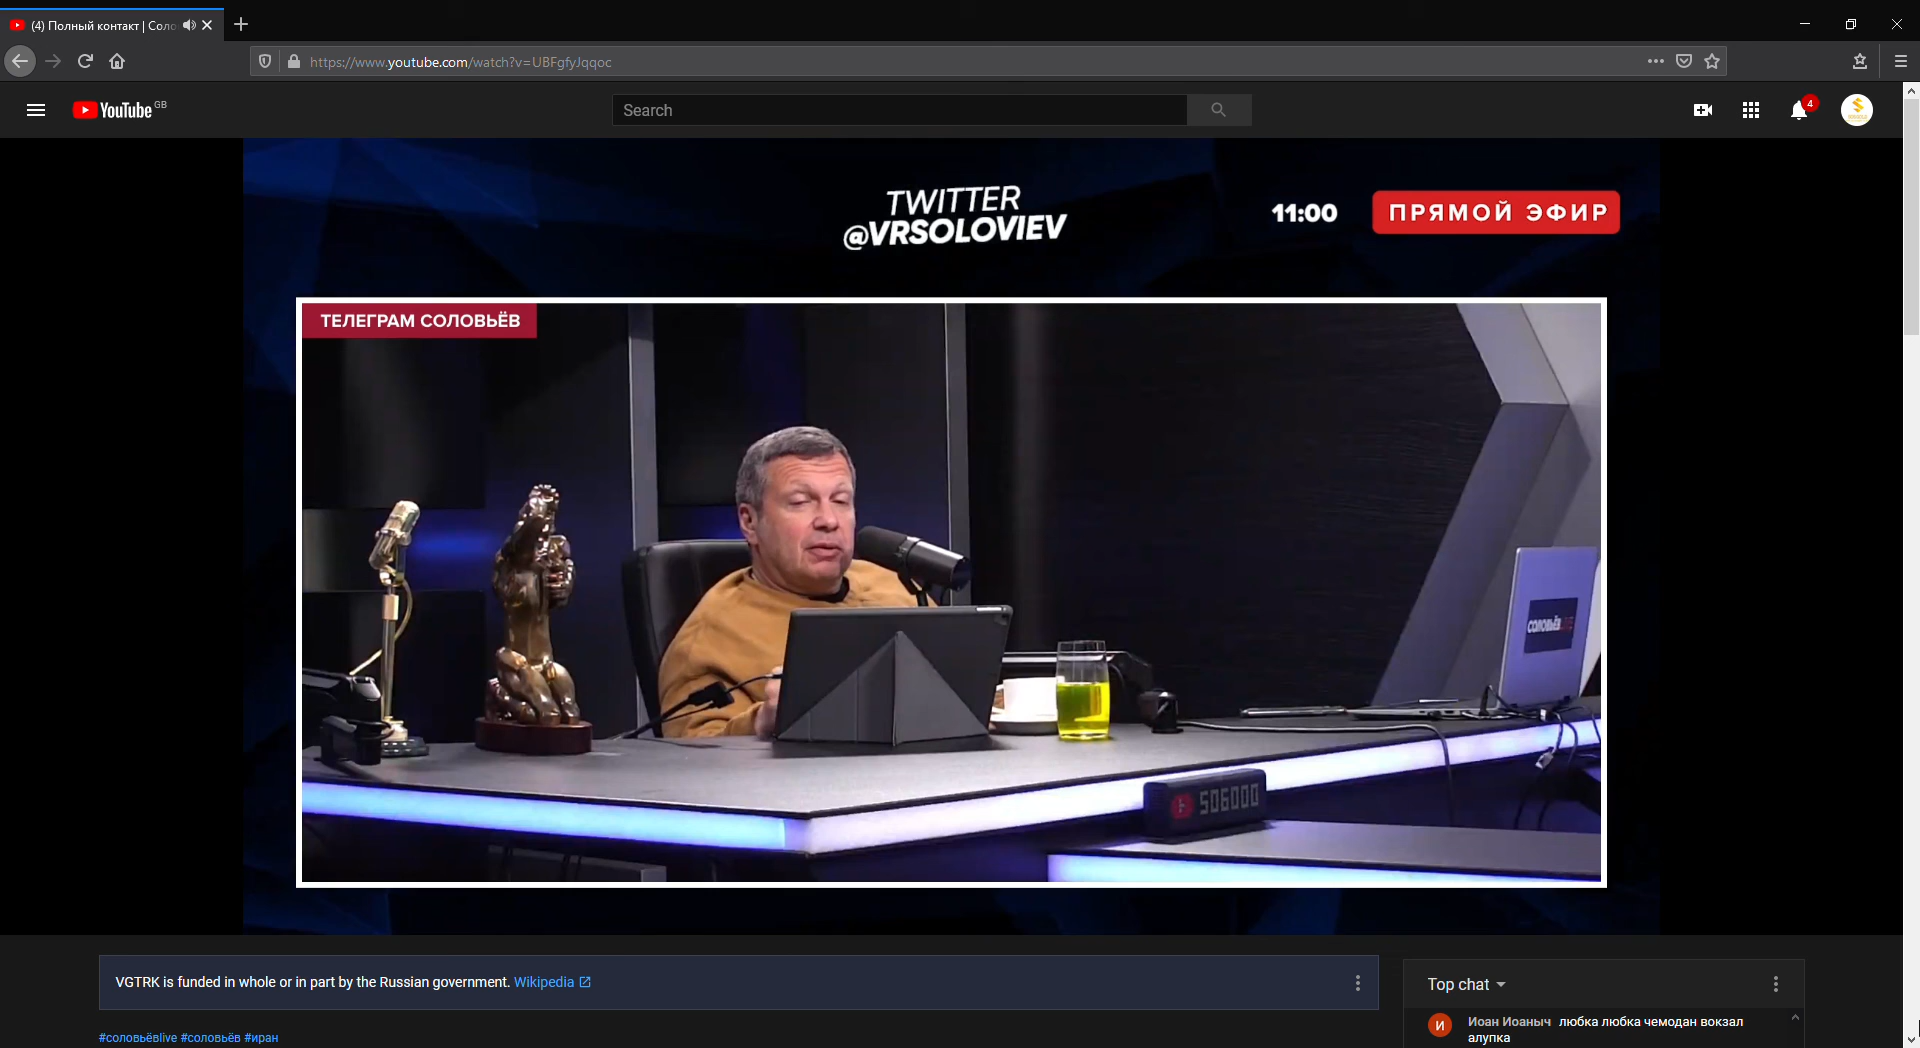 (4) Полный контакт | Соло
https://www.youtube.com/watch?v=UBFgfyJqqoc
YouTube GB
Search
4
TWITTER
@VRSOLOVIEV
11:00
ПРЯМОЙ ЭФИР
ТЕЛЕГРАМ СОЛОВЬЁВ
СОЛОВЬЁВLIVE
506000
VGTRK is funded in whole or in part by the Russian government. Wikipedia
Top chat
И
Иоан Иоаныч любка любка чемодан вокзал
алупка
#соловьёвlive #соловьёв #иран